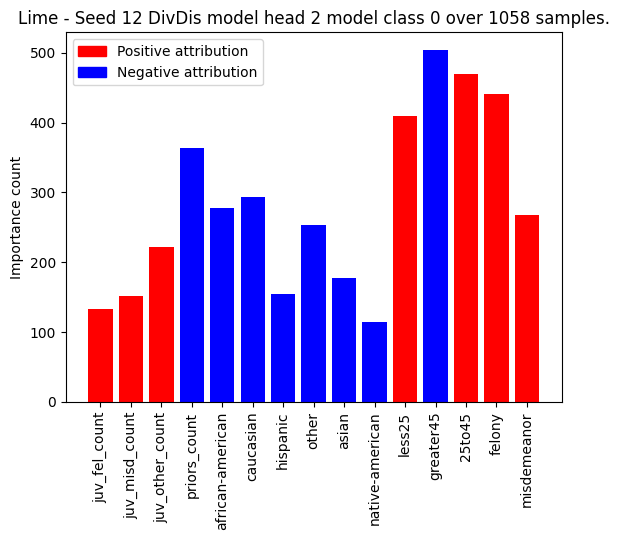 Lime - Seed 12 DivDis model head 2 model class 0 over 1058 samples.
Positive attribution
Negative attribution
Importance count
500
400
300
200
100
0
juv_fel_count
juv_misd_count
juv_other_count
priors_count
african-american
caucasian
hispanic
other
asian
native-american
less25
greater45
25to45
felony
misdemeanor